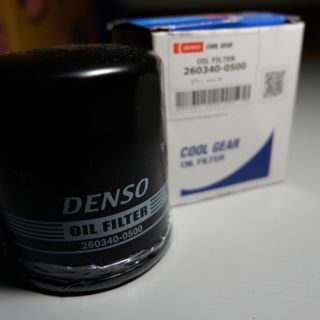 DENSO
OIL FILTER
260340-0500
DENSO COOL GEAR
OIL FILTER
260340-0500
COOL GEAR
OIL FILTER